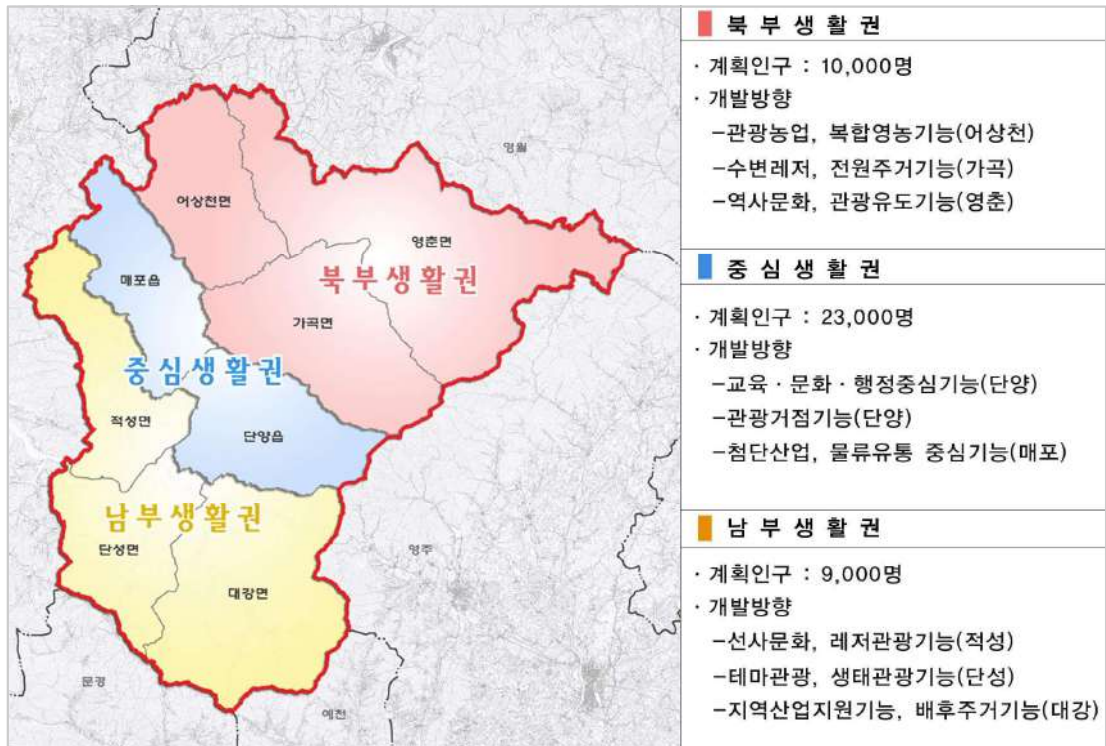 영월
어상천면
영춘면
북부생활권
매포읍
가곡면
중심생활권
적성면
단양읍
남부생활권
단성면
영주
대강면
문경
예천
북부생활권
· 계획인구 : 10,000명
· 개발방향
-관광농업, 복합영농기능(어상천)
-수변레저, 전원주거기능(가곡)
-역사문화, 관광유도기능(영춘)
중심생활권
· 계획인구 : 23,000명
· 개발방향
-교육·문화·행정중심기능(단양)
-관광거점기능(단양)
-첨단산업, 물류유통 중심기능(매포)
남부생활권
· 계획인구 : 9,000명
· 개발방향
-선사문화, 레저관광기능(적성)
-테마관광, 생태관광기능(단성)
-지역산업지원기능, 배후주거기능(대강)